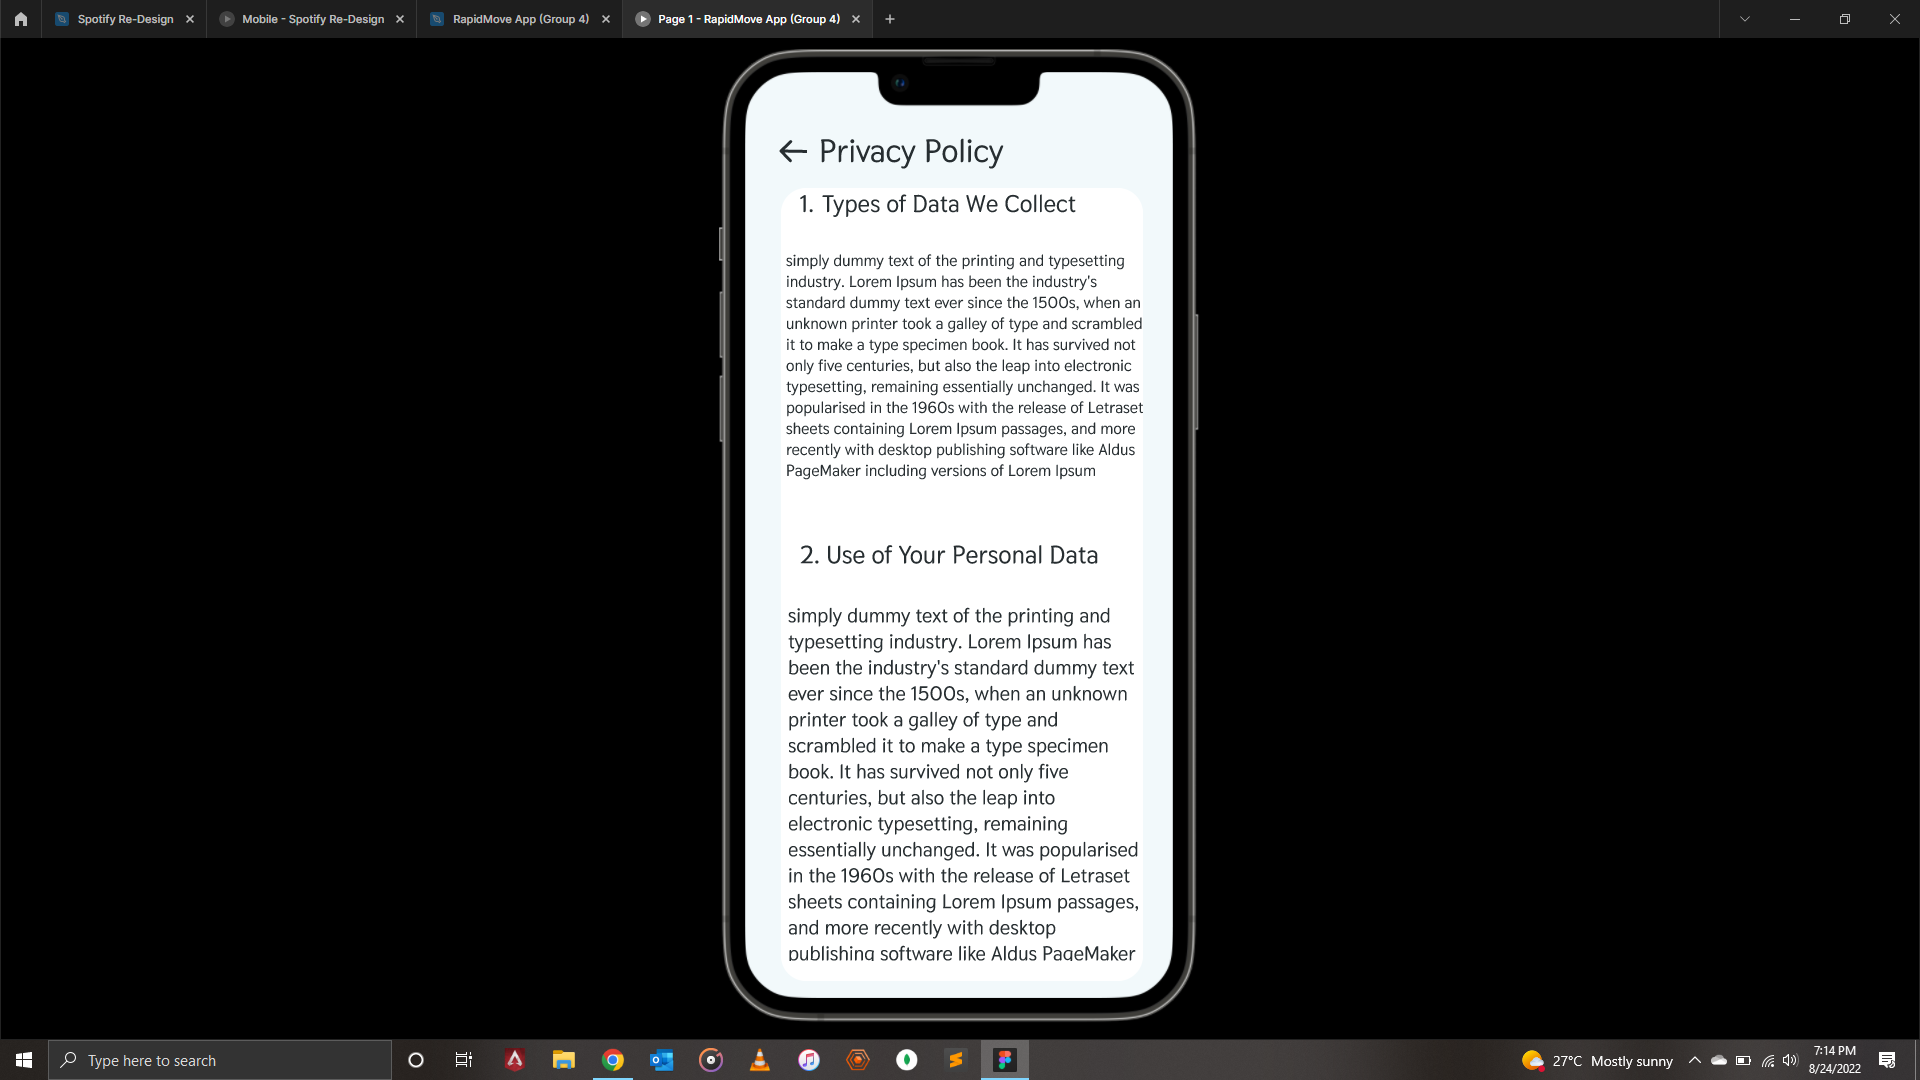 Spotify Re-Design
Mobile - Spotify Re-Design
RapidMove App (Group 4)
Page 1 - RapidMove App (Group 4)
Privacy Policy
1. Types of Data We Collect
simply dummy text of the printing and typesetting
industry. Lorem Ipsum has been the industry's
standard dummy text ever since the 1500s, when an
unknown printer took a galley of type and scrambled
it to make a type specimen book. It has survived not
only five centuries, but also the leap into electronic
typesetting, remaining essentially unchanged. It was
popularised in the 1960s with the release of Letraset
sheets containing Lorem Ipsum passages, and more
recently with desktop publishing software like Aldus
PageMaker including versions of Lorem Ipsum
2. Use of Your Personal Data
simply dummy text of the printing and
typesetting industry. Lorem Ipsum has
been the industry's standard dummy text
ever since the 1500s, when an unknown
printer took a galley of type and
scrambled it to make a type specimen
book. It has survived not only five
centuries, but also the leap into
electronic typesetting, remaining
essentially unchanged. It was popularised
in the 1960s with the release of Letraset
sheets containing Lorem Ipsum passages,
and more recently with desktop
publishing software like Aldus PageMaker
Type here to search
27°C Mostly sunny
7:14 PM
8/24/2022